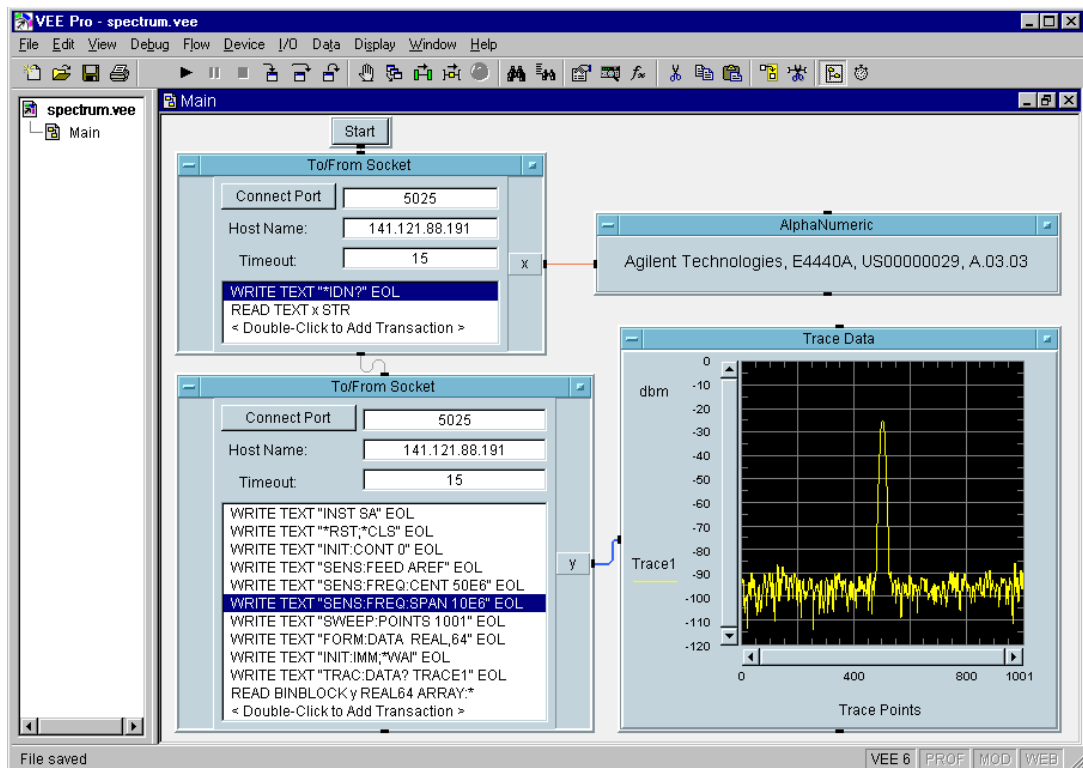 VEE Pro - spectrum.vee
File Edit View Debug Flow Device I/O Data Display Window Help
spectrum.vee
Main
Main
Start
To/From Socket
Connect Port 5025
Host Name: 141.121.88.191
Timeout: 15
WRITE TEXT "*IDN?" EOL
READ TEXT x STR
< Double-Click to Add Transaction >
x
AlphaNumeric
Agilent Technologies, E4440A, US00000029, A.03.03
To/From Socket
Connect Port 5025
Host Name: 141.121.88.191
Timeout: 15
WRITE TEXT "INST SA" EOL
WRITE TEXT "*RST;*CLS" EOL
WRITE TEXT "INIT:CONT 0" EOL
WRITE TEXT "SENS:FEED AREF" EOL
WRITE TEXT "SENS:FREQ:CENT 50E6" EOL
WRITE TEXT "SENS:FREQ:SPAN 10E6" EOL
WRITE TEXT "SWEEP:POINTS 1001" EOL
WRITE TEXT "FORM:DATA  REAL,64" EOL
WRITE TEXT "INIT:IMM;*WAI" EOL
WRITE TEXT "TRAC:DATA? TRACE1" EOL
READ BINBLOCK y REAL64 ARRAY:*
< Double-Click to Add Transaction >
y
Trace Data
dbm
Trace1
0
-10
-20
-30
-40
-50
-60
-70
-80
-90
-100
-110
-120
0 400 800 1001
Trace Points
File saved
VEE 6 PROF MOD WEB